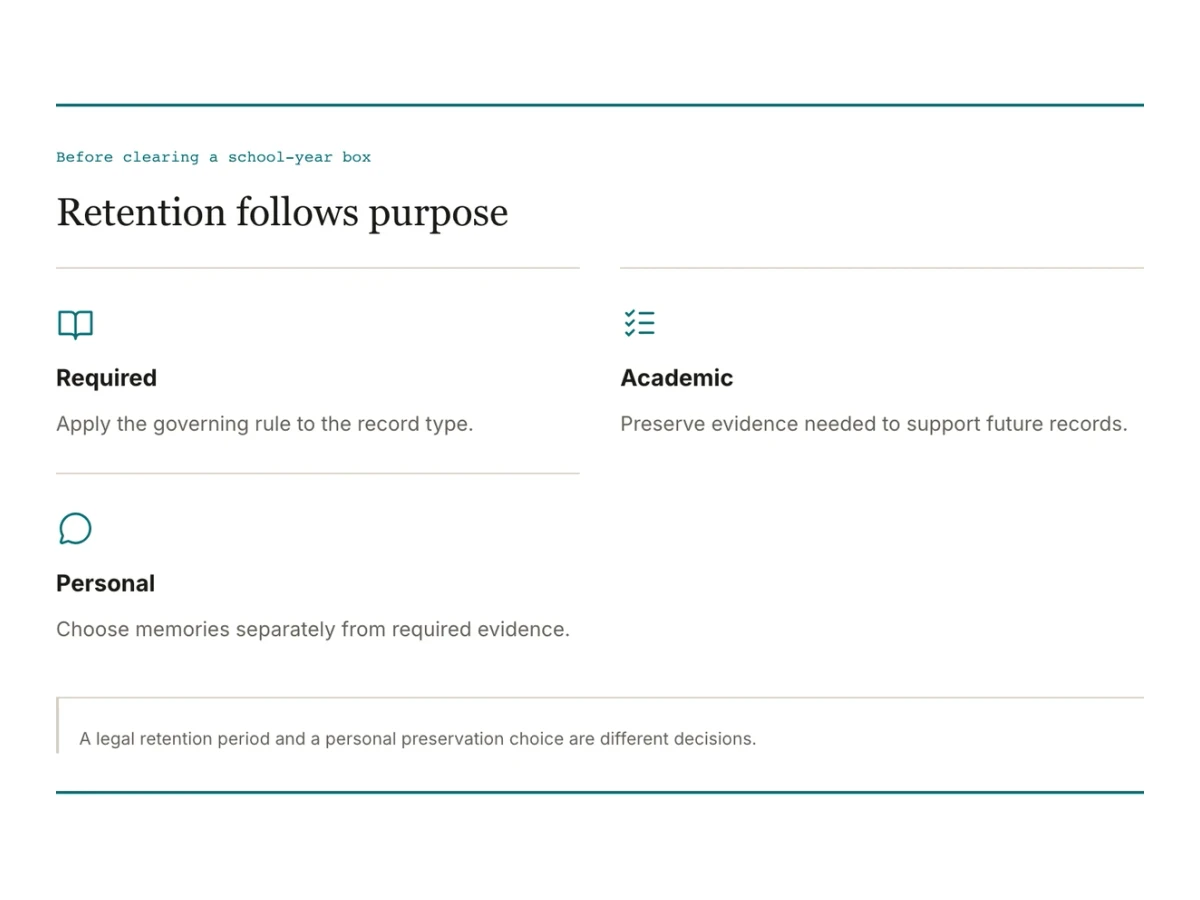 Before clearing a school-year box
Retention follows purpose
Required
Apply the governing rule to the record type.
Academic
Preserve evidence needed to support future records.
Personal
Choose memories separately from required evidence.
A legal retention period and a personal preservation choice are different decisions.